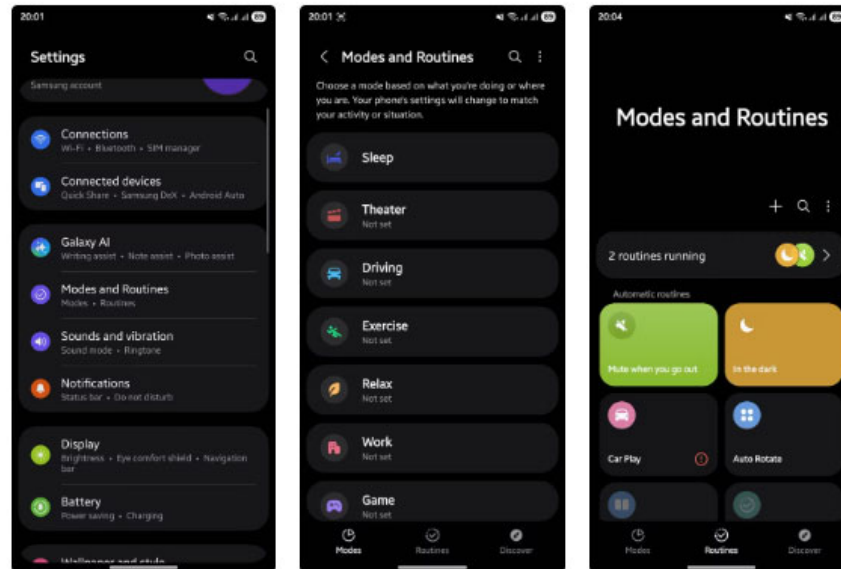 20:01
89
Settings
Samsung account
Connections
Wi-Fi • Bluetooth • SIM manager
Connected devices
Quick Share • Samsung DeX • Android Auto
Galaxy AI
Writing assist • Note assist • Photo assist
Modes and Routines
Modes • Routines
Sounds and vibration
Sound mode • Ringtone
Notifications
Status bar • Do not disturb
Display
Brightness • Eye comfort shield • Navigation
bar
Battery
Power saving • Charging
Wallpaper and style
20:01
89
Modes and Routines
Choose a mode based on what you're doing or where
you are. Your phone's settings will change to match
your activity or situation.
Sleep
Theater
Not set
Driving
Not set
Exercise
Not set
Relax
Not set
Work
Not set
Game
Not set
Modes
Routines
Discover
20:04
89
Modes and Routines
2 routines running
Automatic routines
Mute when you go out
In the dark
Car Play
Auto Rotate
Modes
Routines
Discover